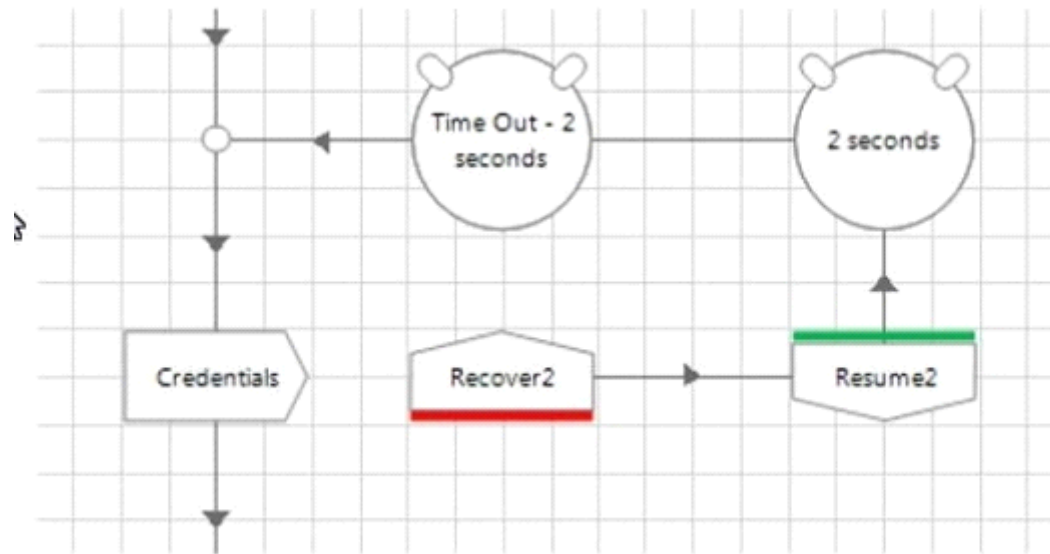 Time Out - 2
seconds
2 seconds
Credentials
Recover2
Resume2